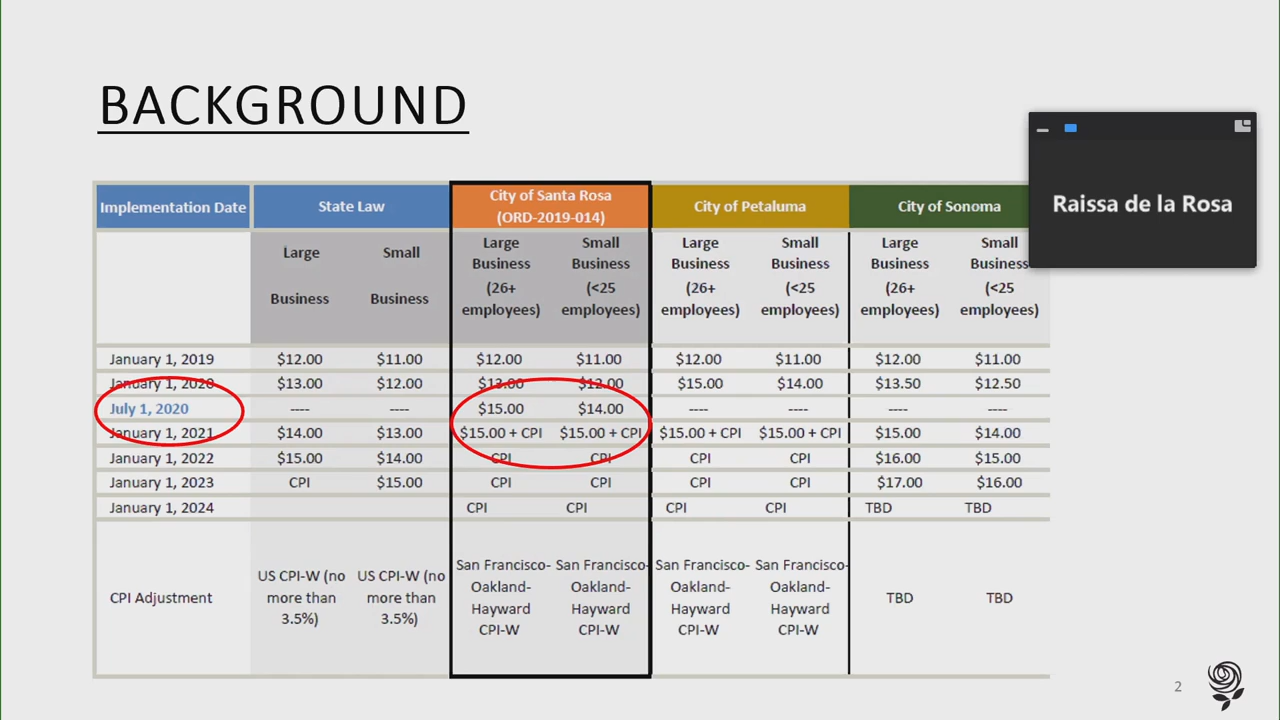 BACKGROUND
Raissa de la Rosa
Implementation Date State Law City of Santa Rosa (ORD-2019-014) City of Petaluma City of Sonoma
Large Business Small Business Large Business (26+ employees) Small Business (<25 employees) Large Business (26+ employees) Small Business (<25 employees) Large Business (26+ employees) Small Business (<25 employees)
January 1, 2019 $12.00 $11.00 $12.00 $11.00 $12.00 $11.00 $12.00 $11.00
January 1, 2020 $13.00 $12.00 $13.00 $12.00 $15.00 $14.00 $13.50 $12.50
July 1, 2020 ---- ---- $15.00 $14.00 ---- ---- ---- ----
January 1, 2021 $14.00 $13.00 $15.00 + CPI $15.00 + CPI $15.00 + CPI $15.00 + CPI $15.00 $14.00
January 1, 2022 $15.00 $14.00 CPI CPI CPI CPI $16.00 $15.00
January 1, 2023 CPI $15.00 CPI CPI CPI CPI $17.00 $16.00
January 1, 2024 CPI CPI CPI CPI TBD TBD
CPI Adjustment US CPI-W (no more than 3.5%) US CPI-W (no more than 3.5%) San Francisco-Oakland-Hayward CPI-W San Francisco-Oakland-Hayward CPI-W San Francisco-Oakland-Hayward CPI-W San Francisco-Oakland-Hayward CPI-W TBD TBD
2